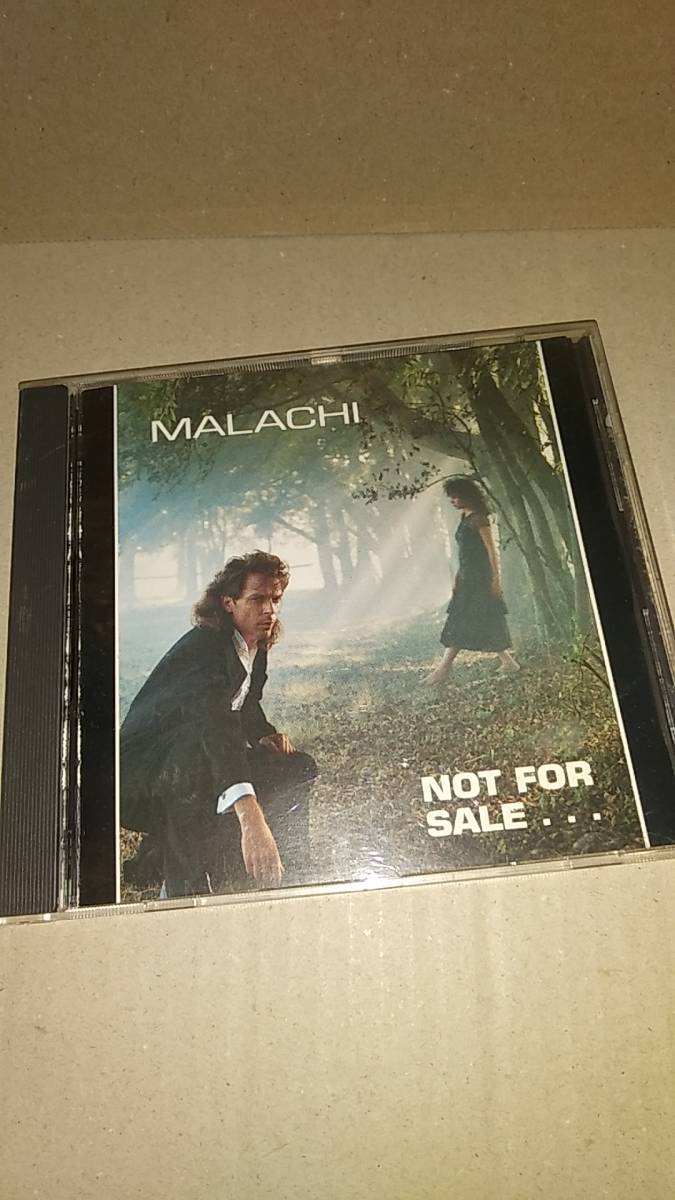 MALACHI
NOT FOR
SALE . . .